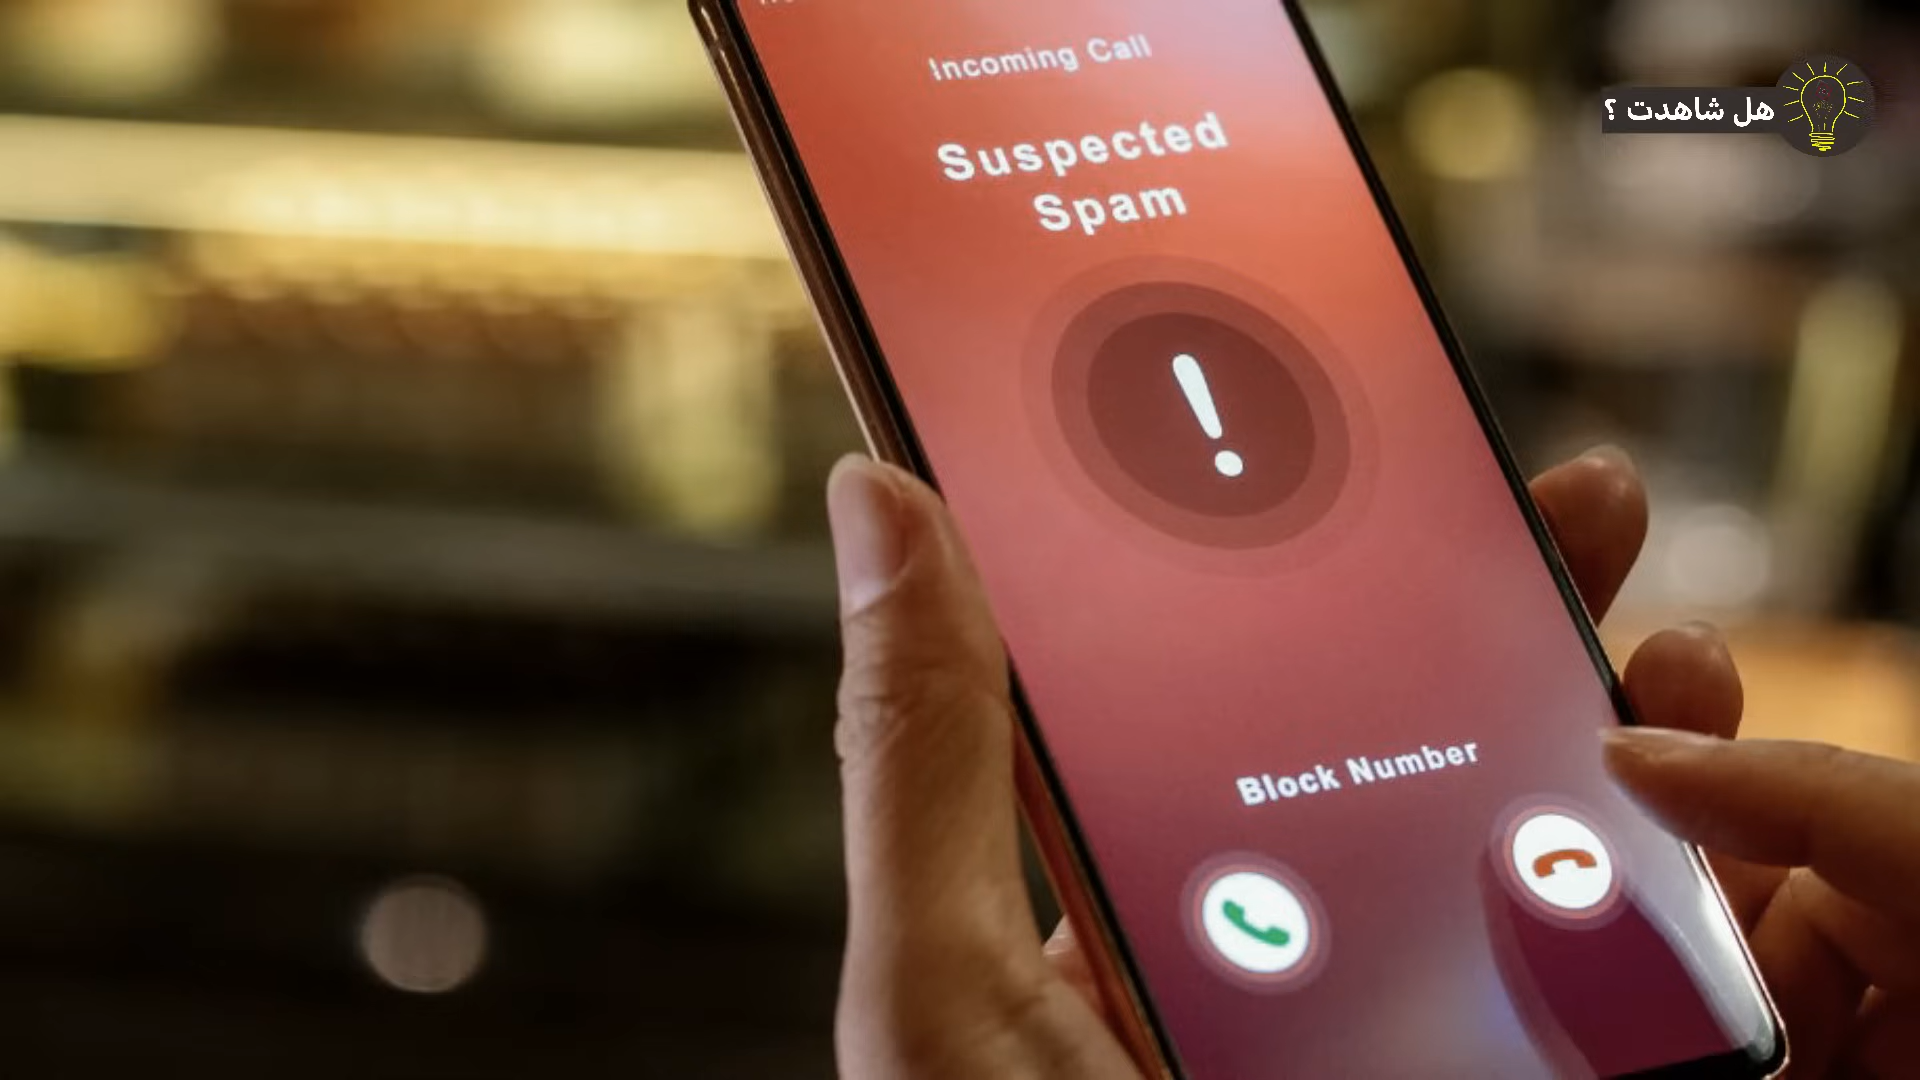 Incoming Call
Suspected
Spam
Block Number
هل شاهدت ؟